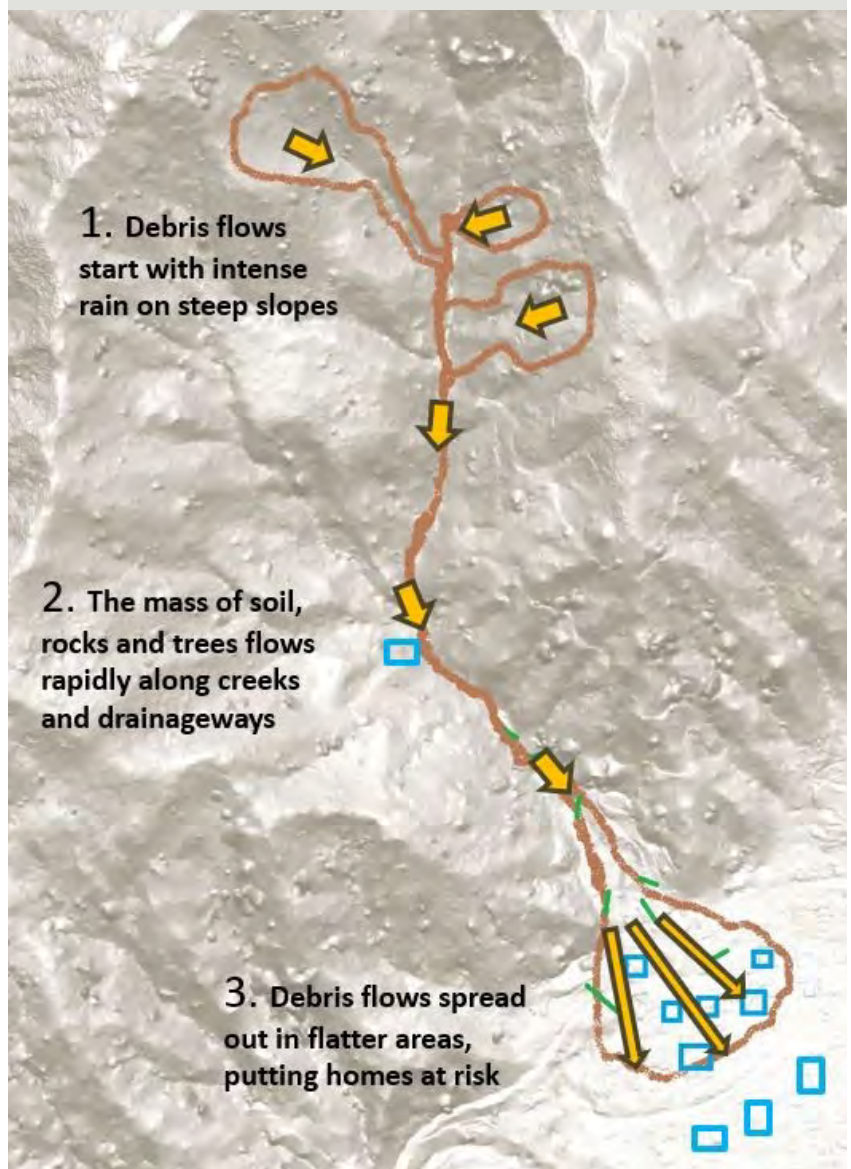 1. Debris flows
start with intense
rain on steep slopes
2. The mass of soil,
rocks and trees flows
rapidly along creeks
and drainageways
3. Debris flows spread
out in flatter areas,
putting homes at risk